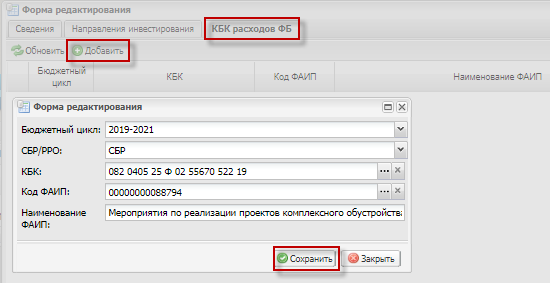 Форма редактирования
Сведения Направления инвестирования КБК расходов ФБ
Обновить Добавить
Бюджетный цикл КБК Код ФАИП Наименование ФАИП
Форма редактирования
Бюджетный цикл: 2019-2021
СБР/РРО: СБР
КБК: 082 0405 25 Ф 02 55670 522 19
Код ФАИП: 00000000088794
Наименование ФАИП: Мероприятия по реализации проектов комплексного обустройства
Сохранить Закрыть